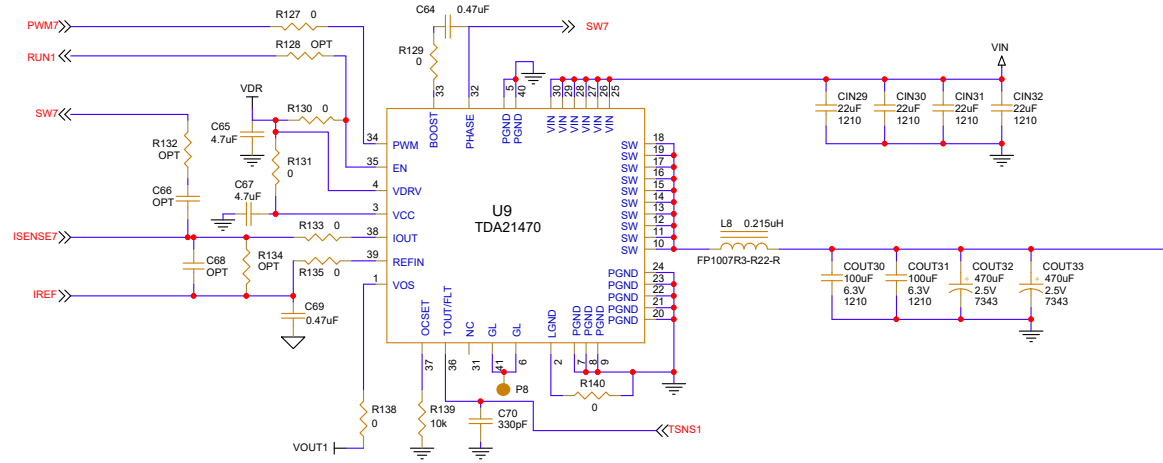 PWM7
R127 0
C64
0.47uF
SW7
RUN1
R128 OPT
R129
0
VIN
VDR
R130 0
SW7
C65
4.7uF
R132
OPT
R131
0
C66
OPT
C67
4.7uF
ISENSE7
R133 0
C68
OPT
R134
OPT
R135 0
IREF
C69
0.47uF
33
32
5
40
30
29
28
27
26
25
BOOST
PHASE
PGND
PGND
VIN
VIN
VIN
VIN
VIN
VIN
34 PWM
35 EN
4 VDRV
3 VCC
38 IOUT
39 REFIN
1 VOS
U9
TDA21470
SW 18
SW 19
SW 17
SW 16
SW 15
SW 14
SW 13
SW 12
SW 11
SW 10
PGND 24
PGND 23
PGND 22
PGND 21
PGND 20
OCSET
TOUT/FLT
NC
GL
GL
LGND
PGND
PGND
PGND
37
36
31
41
6
2
7
8
9
CIN29
22uF
1210
CIN30
22uF
1210
CIN31
22uF
1210
CIN32
22uF
1210
L8 0.215uH
FP1007R3-R22-R
COUT30
100uF
6.3V
1210
COUT31
100uF
6.3V
1210
COUT32
470uF
2.5V
7343
COUT33
470uF
2.5V
7343
P8
R140
0
R138
0
R139
10k
C70
330pF
TSNS1
VOUT1